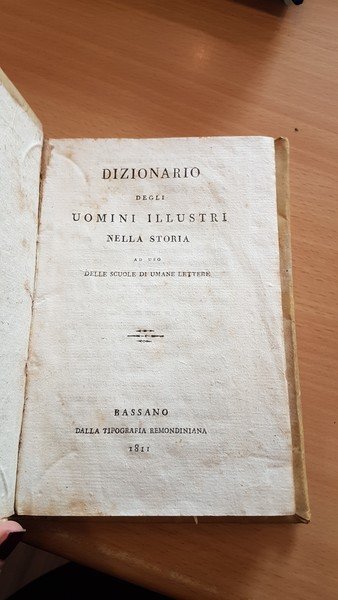 DIZIONARIO
DEGLI
UOMINI ILLUSTRI
NELLA STORIA
AD USO
DELLE SCUOLE DI UMANE LETTERE
BASSANO
DALLA TIPOGRAFIA REMONDINIANA
1811